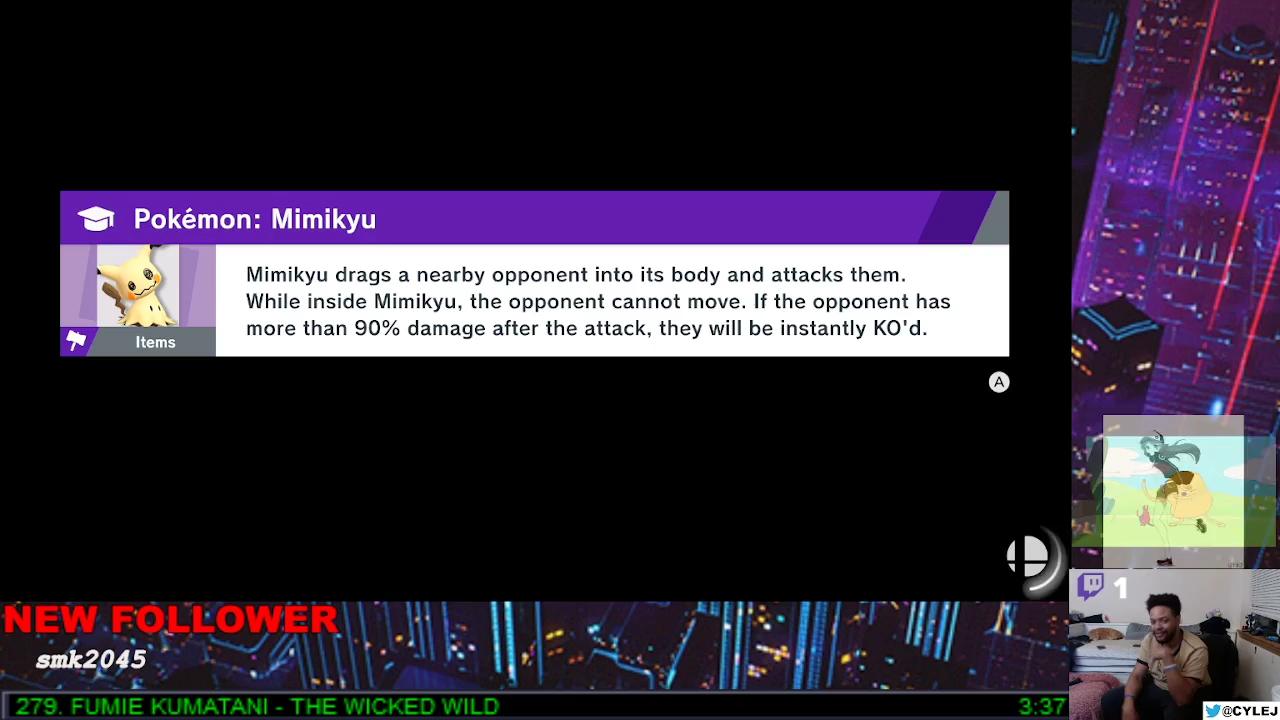 Pokémon: Mimikyu
Mimikyu drags a nearby opponent into its body and attacks them.
While inside Mimikyu, the opponent cannot move. If the opponent has
more than 90% damage after the attack, they will be instantly KO'd.
Items
A
NEW FOLLOWER
smk2045
1
279. FUMIE KUMATANI - THE WICKED WILD
3:37
@CYLEJ